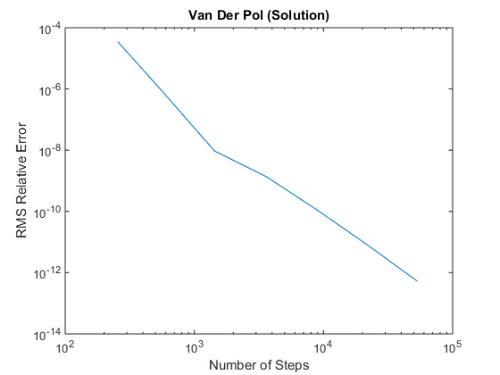 Van Der Pol (Solution)
10^-4
10^-6
10^-8
10^-10
10^-12
10^-14
RMS Relative Error
10^2 10^3 10^4 10^5
Number of Steps